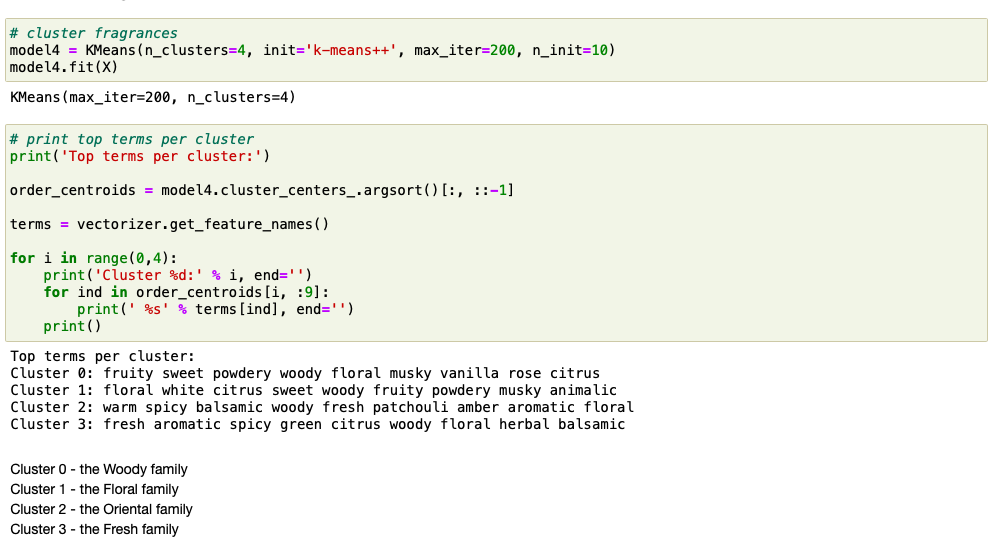 # cluster fragrances
model4 = KMeans(n_clusters=4, init='k-means++', max_iter=200, n_init=10)
model4.fit(X)
KMeans(max_iter=200, n_clusters=4)
# print top terms per cluster
print('Top terms per cluster:')
order_centroids = model4.cluster_centers_.argsort()[:, ::-1]
terms = vectorizer.get_feature_names()
for i in range(0,4):
    print('Cluster %d:' % i, end='')
    for ind in order_centroids[i, :9]:
        print(' %s' % terms[ind], end='')
    print()
Top terms per cluster:
Cluster 0: fruity sweet powdery woody floral musky vanilla rose citrus
Cluster 1: floral white citrus sweet woody fruity powdery musky animalic
Cluster 2: warm spicy balsamic woody fresh patchouli amber aromatic floral
Cluster 3: fresh aromatic spicy green citrus woody floral herbal balsamic
Cluster 0 - the Woody family
Cluster 1 - the Floral family
Cluster 2 - the Oriental family
Cluster 3 - the Fresh family